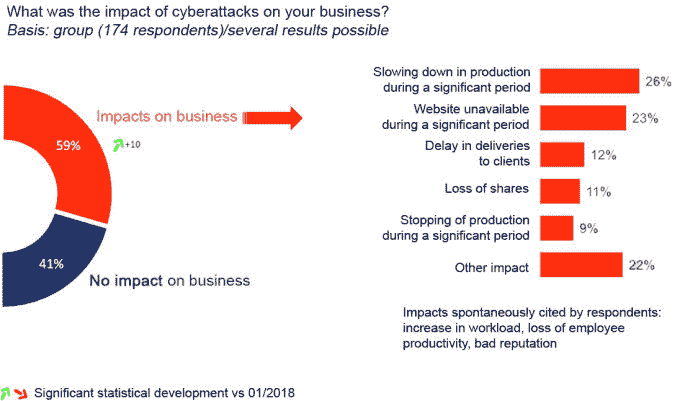 What was the impact of cyberattacks on your business?
Basis: group (174 respondents)/several results possible
Impacts on business
59%
+10
41%
No impact on business
Slowing down in production
during a significant period
26%
Website unavailable
during a significant period
23%
Delay in deliveries
to clients
12%
Loss of shares
11%
Stopping of production
during a significant period
9%
Other impact
22%
Impacts spontaneously cited by respondents:
increase in workload, loss of employee
productivity, bad reputation
Significant statistical development vs 01/2018